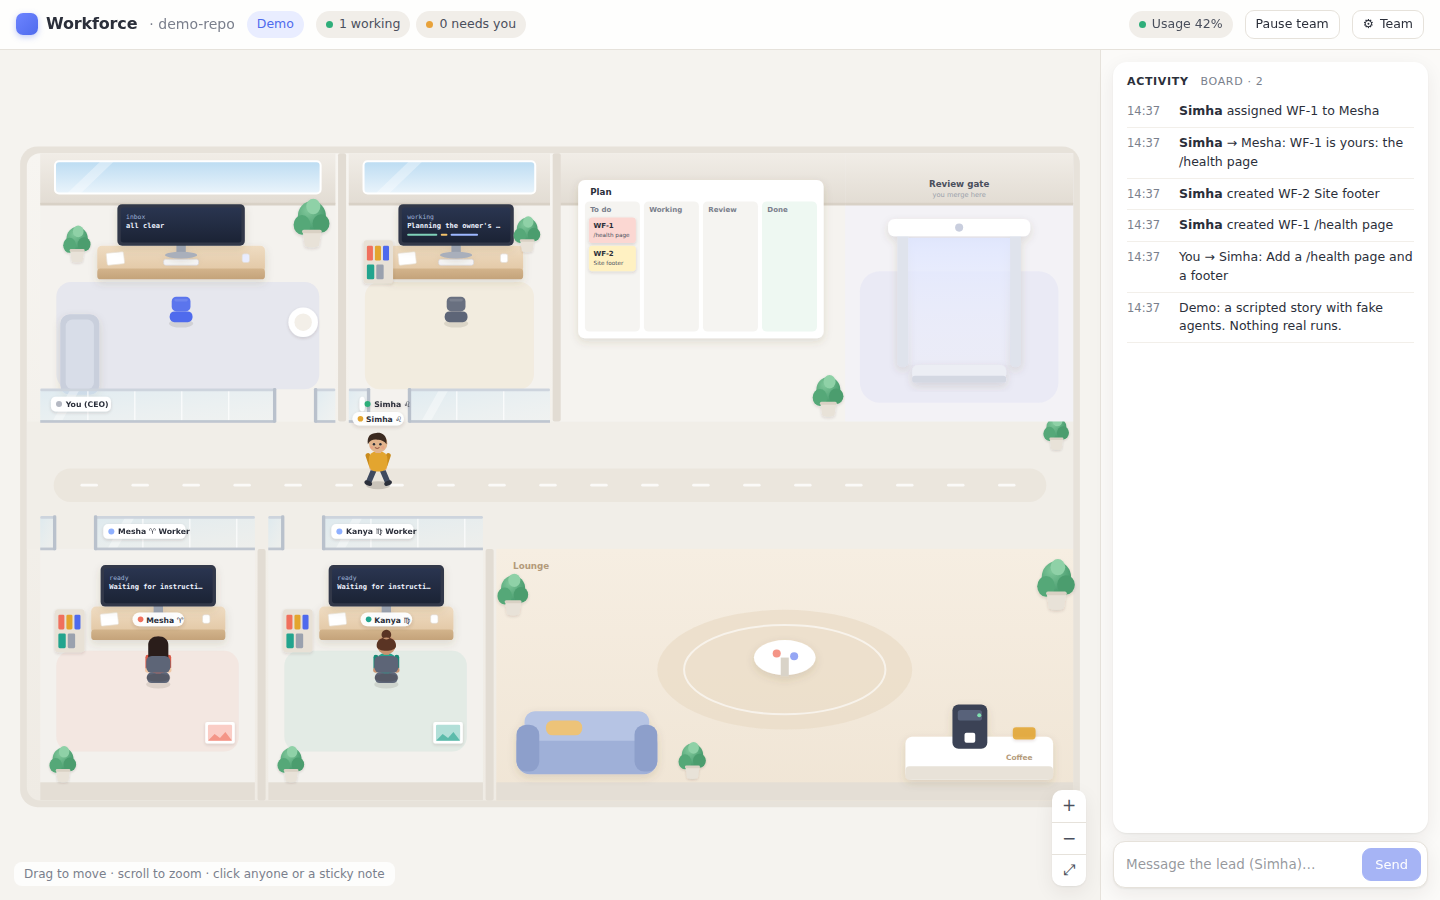 Workforce · demo-repo Demo 1 working 0 needs you Usage 42% Pause team ⚙ Team
inbox
all clear
You (CEO)
working
Planning the owner's …
Simha ♌
Simha ♌
Plan
To do Working Review Done
WF-1
/health page
WF-2
Site footer
Review gate
you merge here
Mesha ♈ Worker
ready
Waiting for instructi…
Mesha ♈
Kanya ♍ Worker
ready
Waiting for instructi…
Kanya ♍
Lounge
Coffee
+
−
⤢
Drag to move · scroll to zoom · click anyone or a sticky note
ACTIVITY BOARD · 2
14:37 Simha assigned WF-1 to Mesha
14:37 Simha → Mesha: WF-1 is yours: the
/health page
14:37 Simha created WF-2 Site footer
14:37 Simha created WF-1 /health page
14:37 You → Simha: Add a /health page and
a footer
14:37 Demo: a scripted story with fake
agents. Nothing real runs.
Message the lead (Simha)… Send